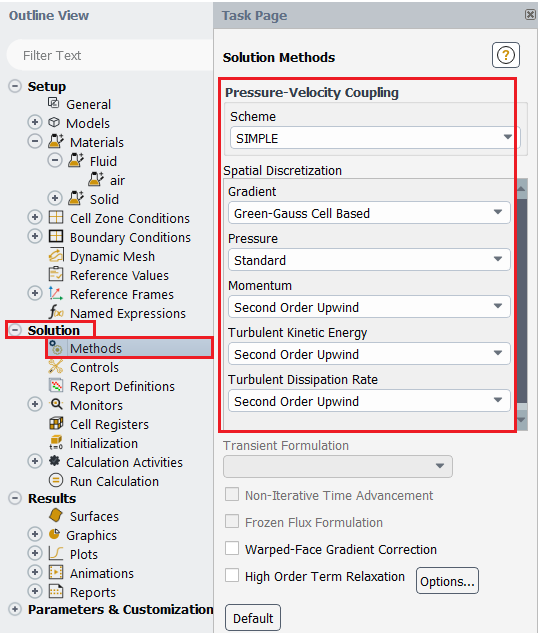 Outline View
Filter Text
Setup
General
Models
Materials
Fluid
air
Solid
Cell Zone Conditions
Boundary Conditions
Dynamic Mesh
Reference Values
Reference Frames
Named Expressions
Solution
Methods
Controls
Report Definitions
Monitors
Cell Registers
Initialization
Calculation Activities
Run Calculation
Results
Surfaces
Graphics
Plots
Animations
Reports
Parameters & Customization
Task Page
Solution Methods
?
Pressure-Velocity Coupling
Scheme
SIMPLE
Spatial Discretization
Gradient
Green-Gauss Cell Based
Pressure
Standard
Momentum
Second Order Upwind
Turbulent Kinetic Energy
Second Order Upwind
Turbulent Dissipation Rate
Second Order Upwind
Transient Formulation
Non-Iterative Time Advancement
Frozen Flux Formulation
Warped-Face Gradient Correction
High Order Term Relaxation Options...
Default